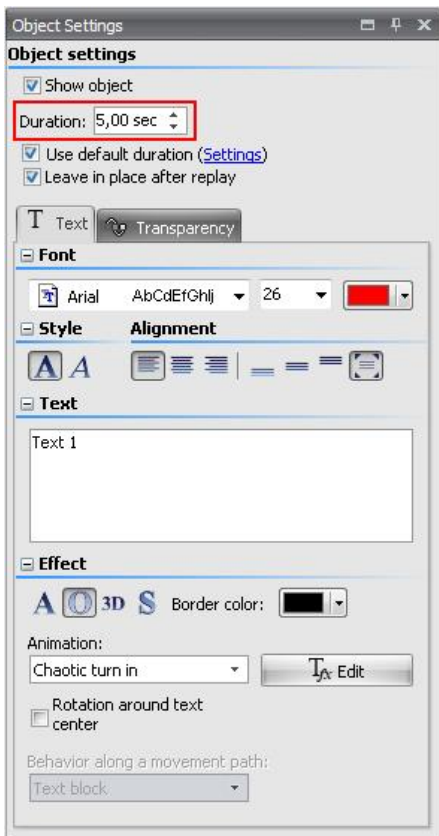 Object Settings
Object settings
Show object
Duration: 5,00 sec
Use default duration (Settings)
Leave in place after replay
T Text Transparency
Font
Arial AbCdEfGhIj 26
Style Alignment
A A
Text
Text 1
Effect
A O 3D S Border color:
Animation:
Chaotic turn in Tfx Edit
Rotation around text
center
Behavior along a movement path:
Text block